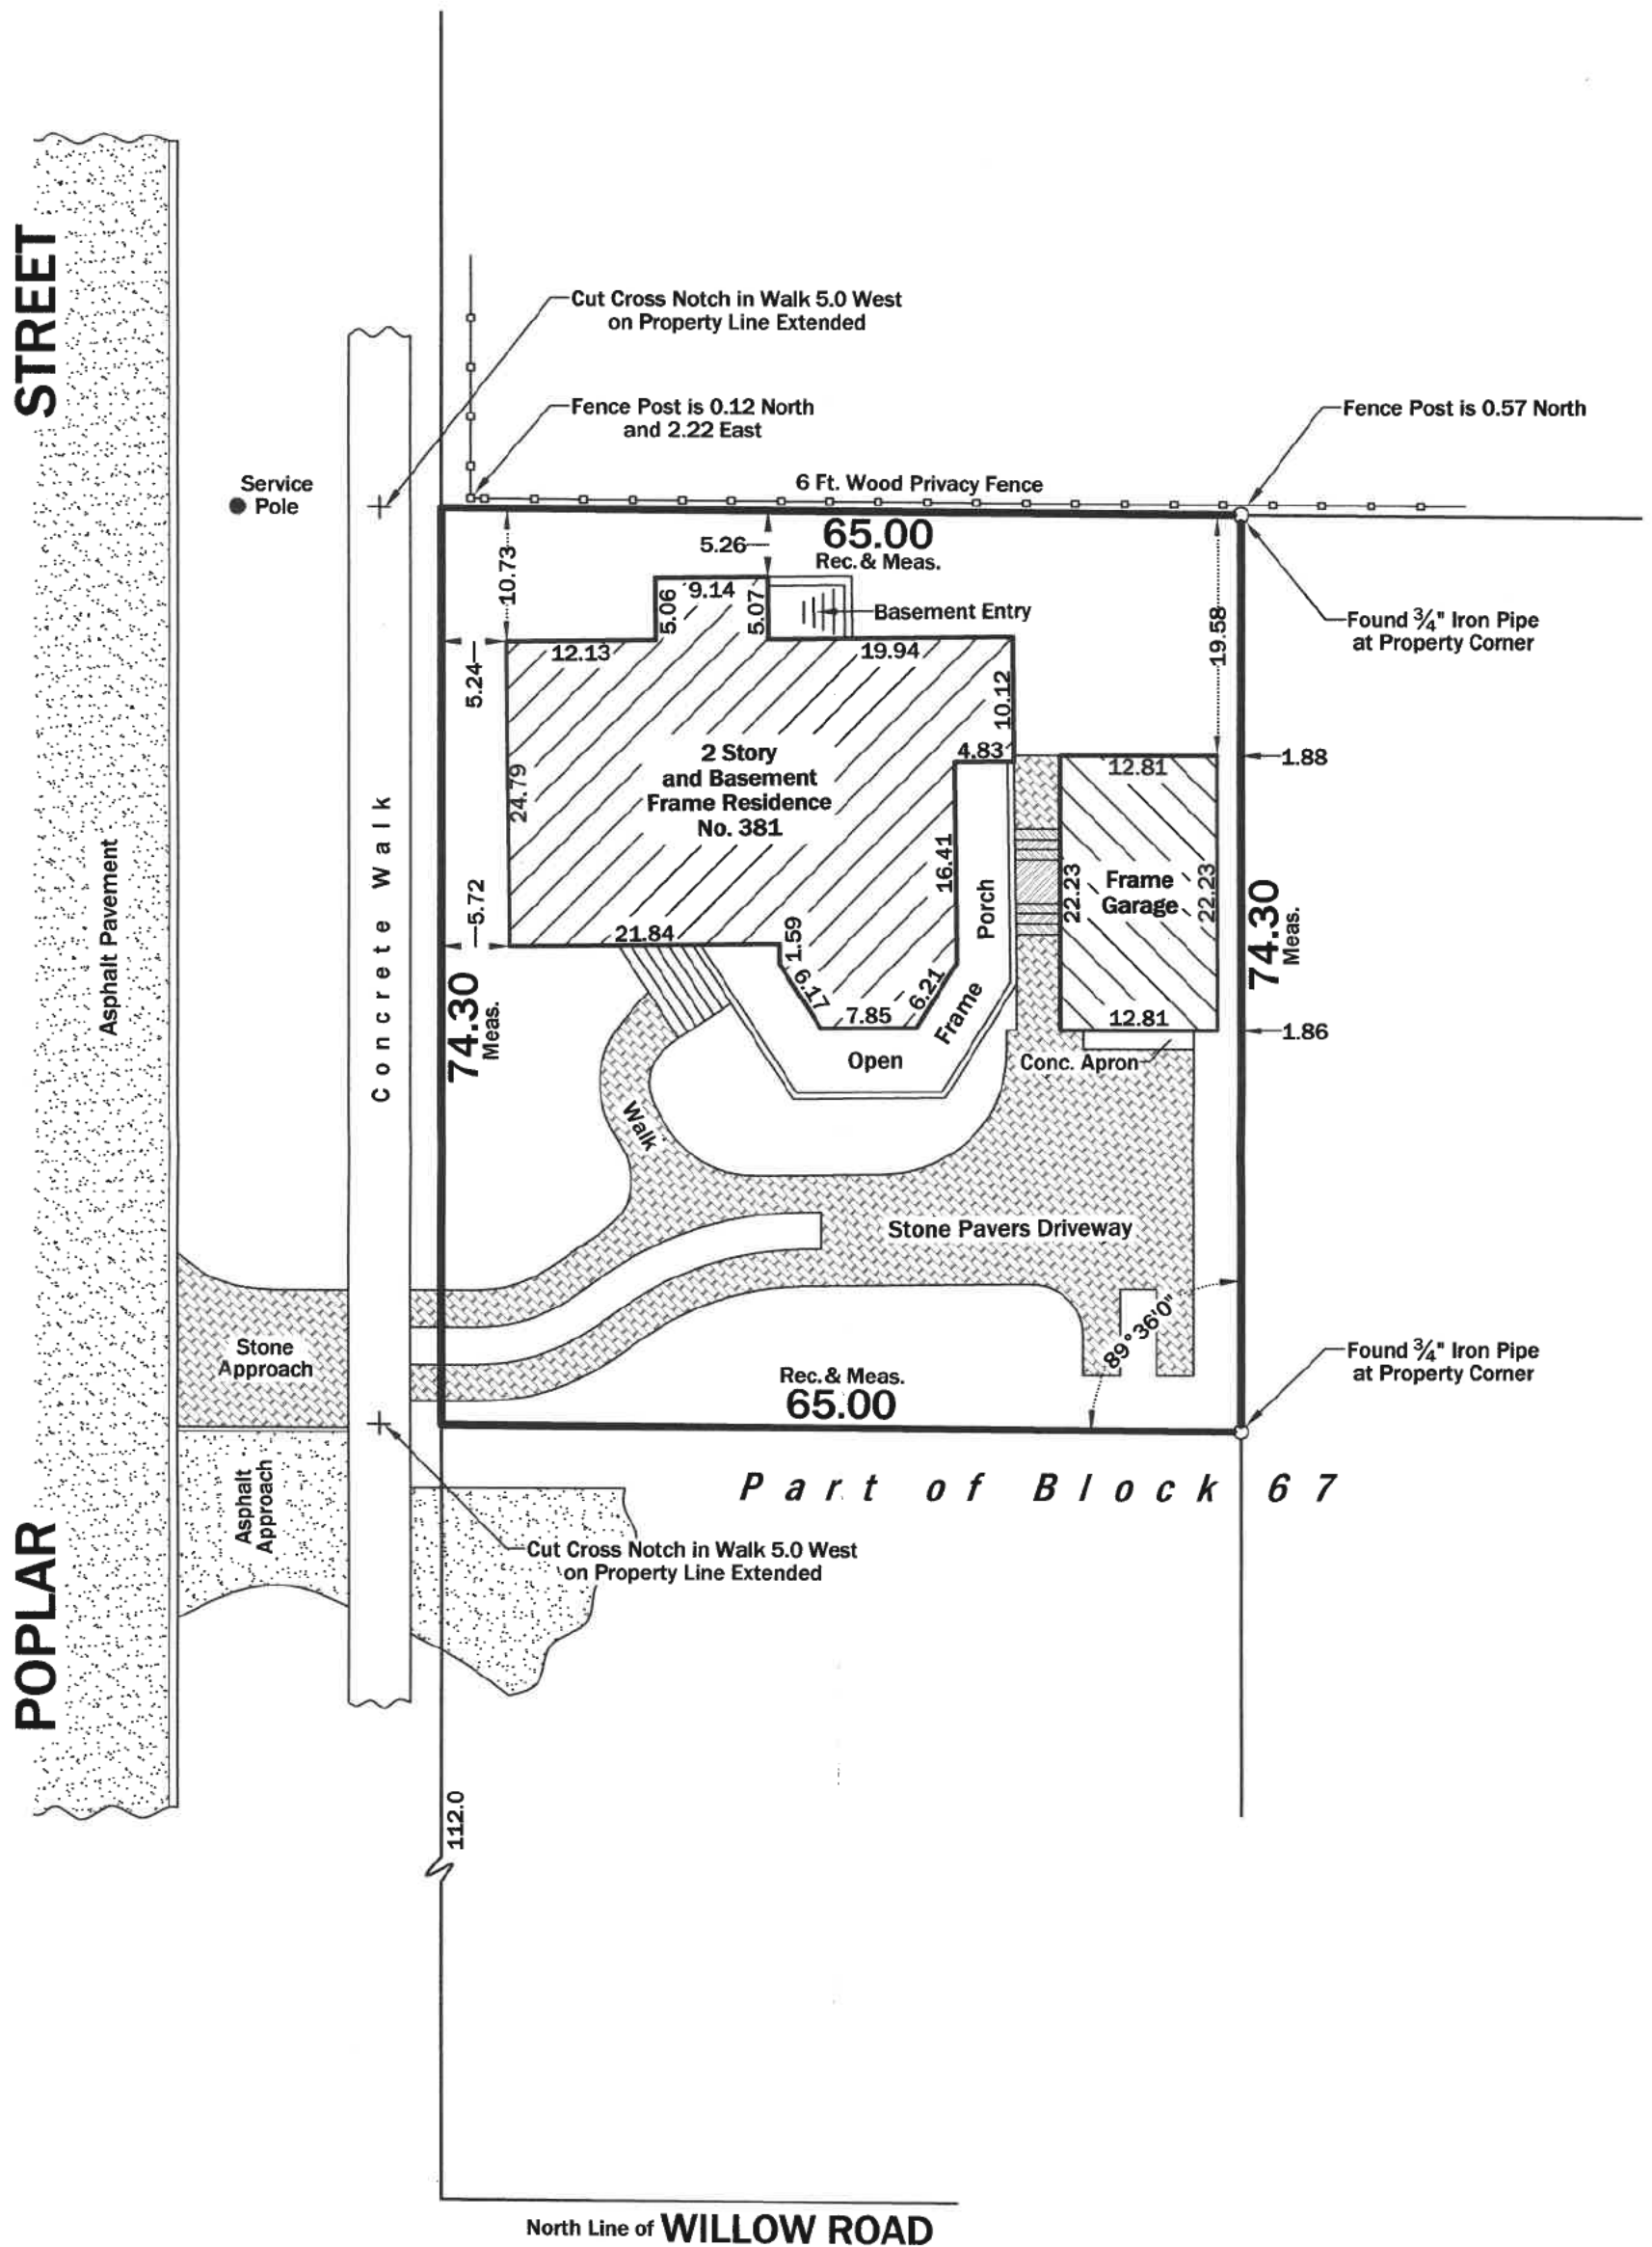 STREET
POPLAR
Asphalt Pavement
Concrete Walk
Service
Pole
Cut Cross Notch in Walk 5.0 West
on Property Line Extended
Fence Post is 0.12 North
and 2.22 East
Fence Post is 0.57 North
6 Ft. Wood Privacy Fence
65.00
Rec. & Meas.
5.26
10.73
5.06
9.14
5.07
Basement Entry
Found ¾" Iron Pipe
at Property Corner
19.58
12.13
19.94
5.24
10.12
4.83
2 Story
and Basement
Frame Residence
No. 381
24.79
12.81
1.88
16.41
Porch
22.23
Frame
Garage
22.23
74.30
Meas.
5.72
21.84
1.59
6.17
7.85
6.21
Frame
Open
12.81
1.86
Conc. Apron
74.30
Meas.
Walk
Stone Pavers Driveway
89°36'0"
Stone
Approach
Rec. & Meas.
65.00
Found ¾" Iron Pipe
at Property Corner
Part of Block 67
Asphalt
Approach
Cut Cross Notch in Walk 5.0 West
on Property Line Extended
112.0
North Line of WILLOW ROAD